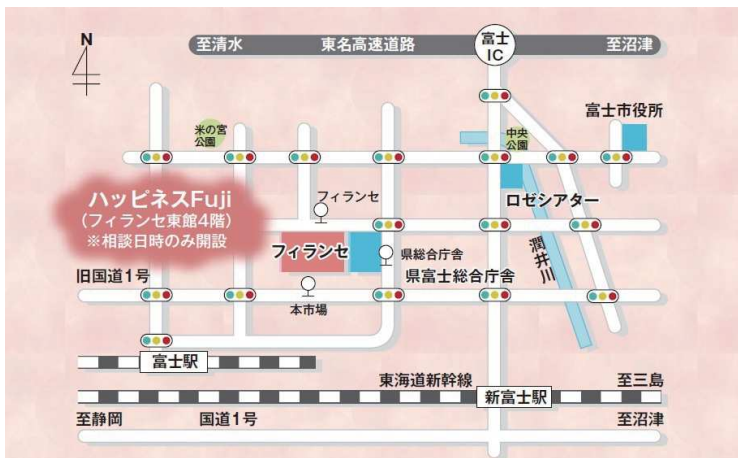 N
至清水
東名高速道路
富士
IC
至沼津
米の宮
公園
中央
公園
富士市役所
ハッピネスFuji
(フィランセ東館4階)
※相談日時のみ開設
フィランセ
ロゼシアター
フィランセ
県総合庁舎
潤井川
旧国道1号
県富士総合庁舎
本市場
富士駅
東海道新幹線
至三島
新富士駅
至静岡
国道1号
至沼津